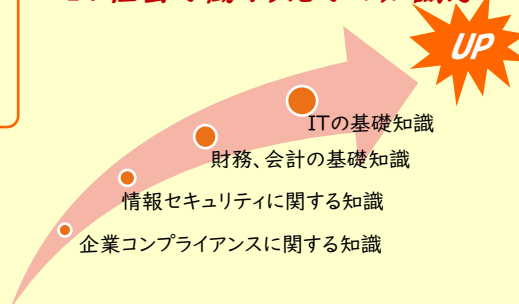 UP
ITの基礎知識
財務、会計の基礎知識
情報セキュリティに関する知識
企業コンプライアンスに関する知識